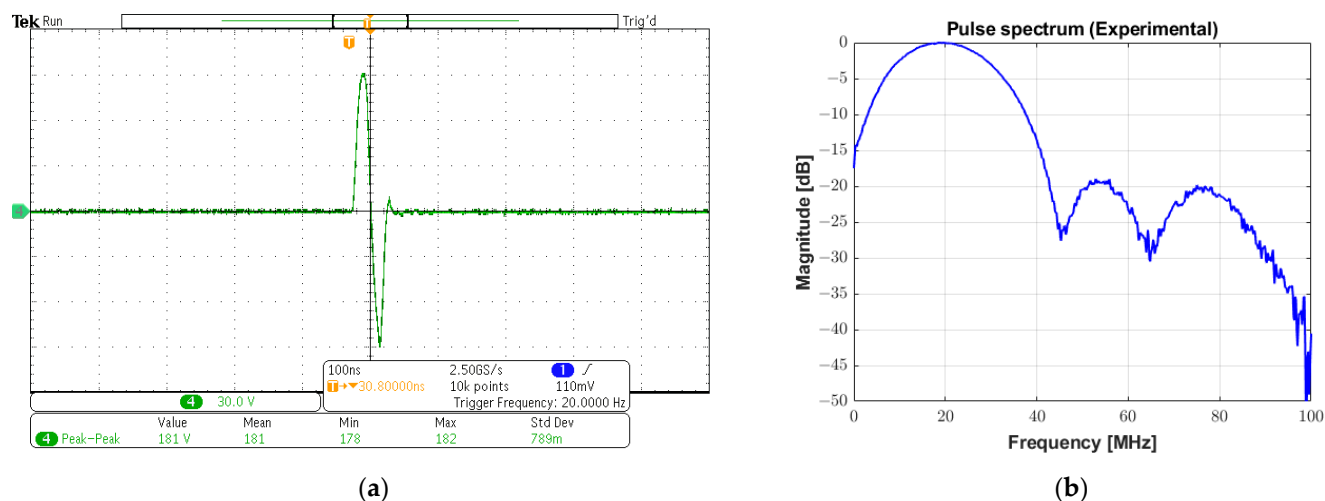 Tek Run Trig'd
T
T
4
100ns 2.50GS/s 1 ʃ
T→▼30.80000ns 10k points 110mV
Trigger Frequency: 20.0000 Hz
4 30.0 V
Value Mean Min Max Std Dev
4 Peak-Peak 181 V 181 178 182 789m
(a)
Pulse spectrum (Experimental)
Magnitude [dB]
0
−5
−10
−15
−20
−25
−30
−35
−40
−45
−50
0 20 40 60 80 100
Frequency [MHz]
(b)